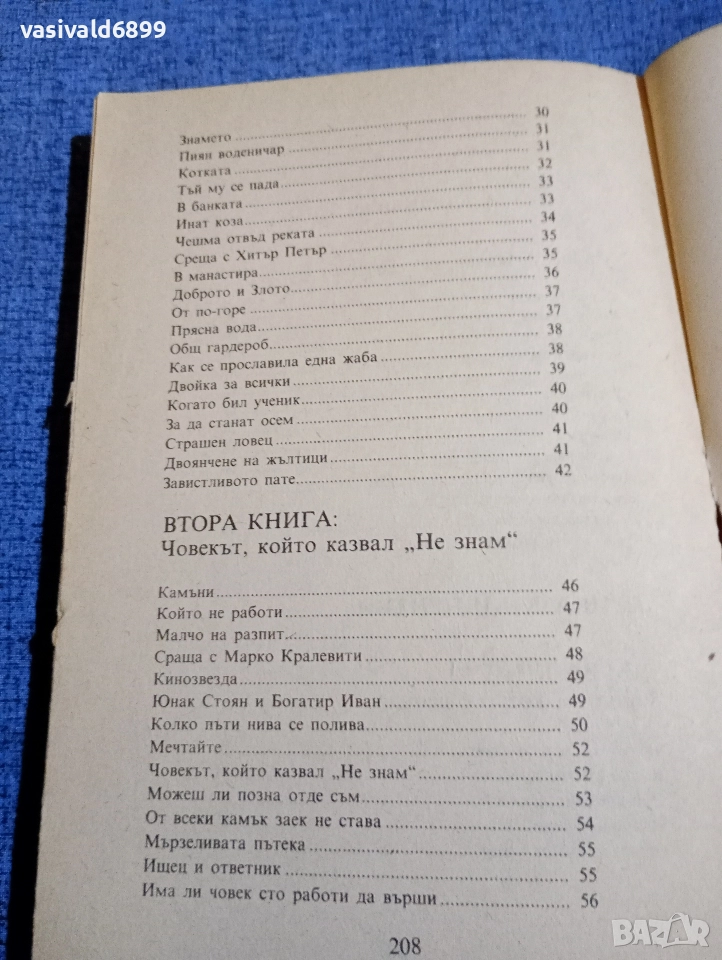 vasivald6899
Знамето 30
Пиян воденичар 31
Котката 31
Тъй му се пада 32
В банката 33
Инат коза 33
Чешма отвъд реката 34
Среща с Хитър Петър 35
В манастира 35
Доброто и Злото 36
От по-горе 37
Прясна вода 37
Общ гардероб 38
Как се прославила една жаба 38
Двойка за всички 39
Когато бил ученик 40
За да станат осем 40
Страшен ловец 41
Двоянчене на жълтици 41
Завистливото пате 42
ВТОРА КНИГА:
Човекът, който казвал „Не знам“
Камъни 46
Който не работи 47
Малчо на разпит 47
Сраща с Марко Кралевити 48
Кинозвезда 49
Юнак Стоян и Богатир Иван 49
Колко пъти нива се полива 50
Мечтайте 52
Човекът, който казвал „Не знам“ 52
Можеш ли позна отде съм 53
От всеки камък заек не става 54
Мързеливата пътека 55
Ищец и ответник 55
Има ли човек сто работи да върши 56
208
BAZAR